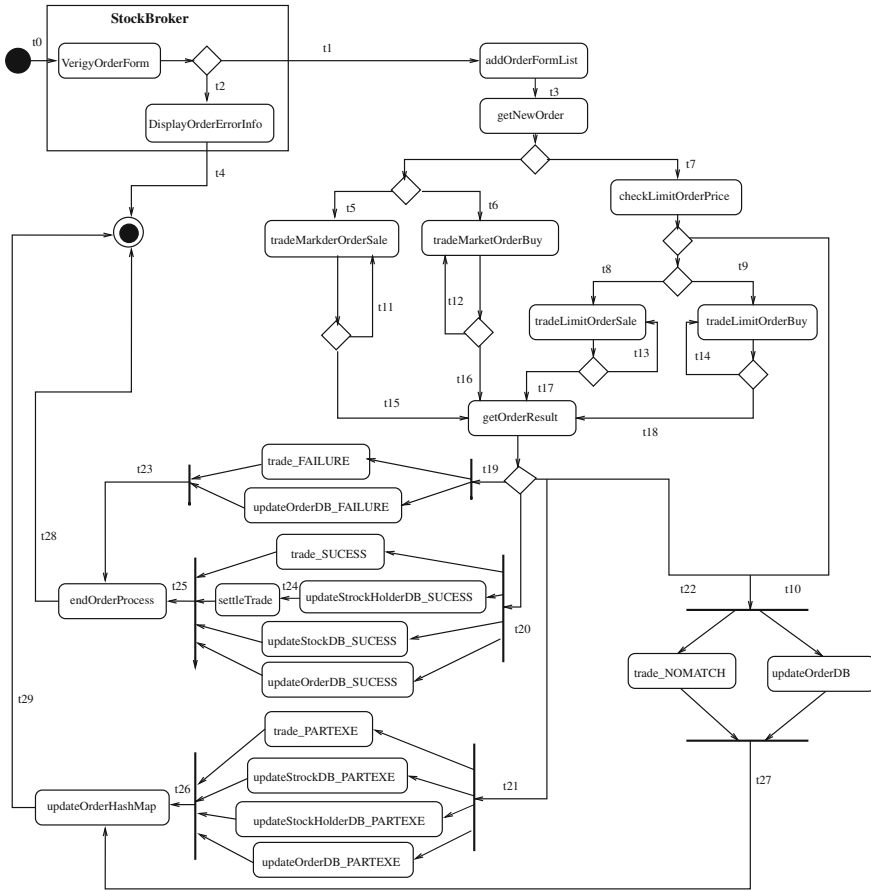 StockBroker
t0
t1
VerigyOrderForm
addOrderFormList
t2
t3
DisplayOrderErrorInfo
getNewOrder
t4
t7
checkLimitOrderPrice
t5
t6
tradeMarkderOrderSale
tradeMarketOrderBuy
t8
t9
t11
t12
tradeLimitOrderSale
tradeLimitOrderBuy
t13
t14
t16
t17
t15
getOrderResult
t18
trade_FAILURE
t23
t19
updateOrderDB_FAILURE
t28
trade_SUCESS
t25
t24
t22
t10
endOrderProcess
settleTrade
updateStrockHolderDB_SUCESS
t20
updateStockDB_SUCESS
updateOrderDB_SUCESS
trade_NOMATCH
updateOrderDB
t29
trade_PARTEXE
updateStrockDB_PARTEXE
t26
t21
t27
updateOrderHashMap
updateStockHolderDB_PARTEXE
updateOrderDB_PARTEXE